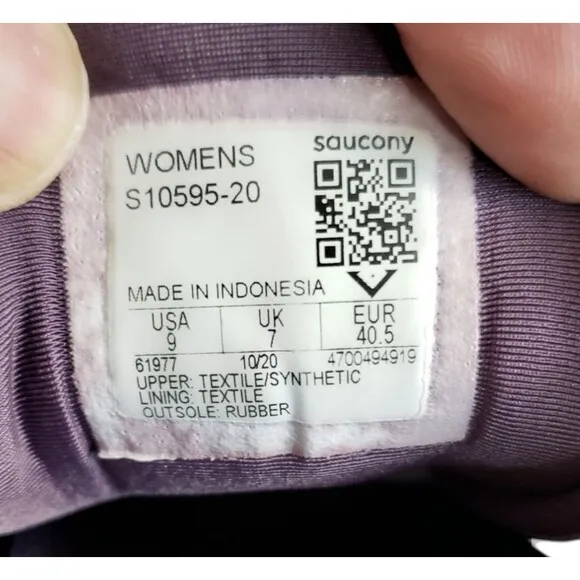 saucony
WOMENS
S10595-20
MADE IN INDONESIA
USA UK EUR
9 7 40.5
61977 10/20 4700494919
UPPER: TEXTILE/SYNTHETIC
LINING: TEXTILE
OUTSOLE: RUBBER